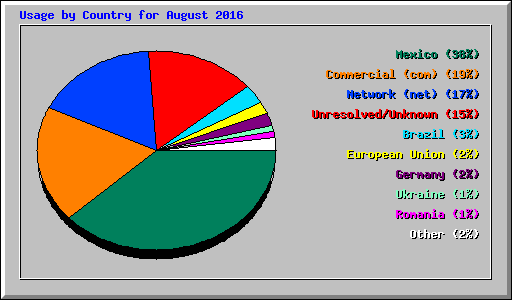 Usage by Country for August 2016
Mexico (38%)
Commercial (com) (19%)
Network (net) (17%)
Unresolved/Unknown (15%)
Brazil (3%)
European Union (2%)
Germany (2%)
Ukraine (1%)
Romania (1%)
Other (2%)